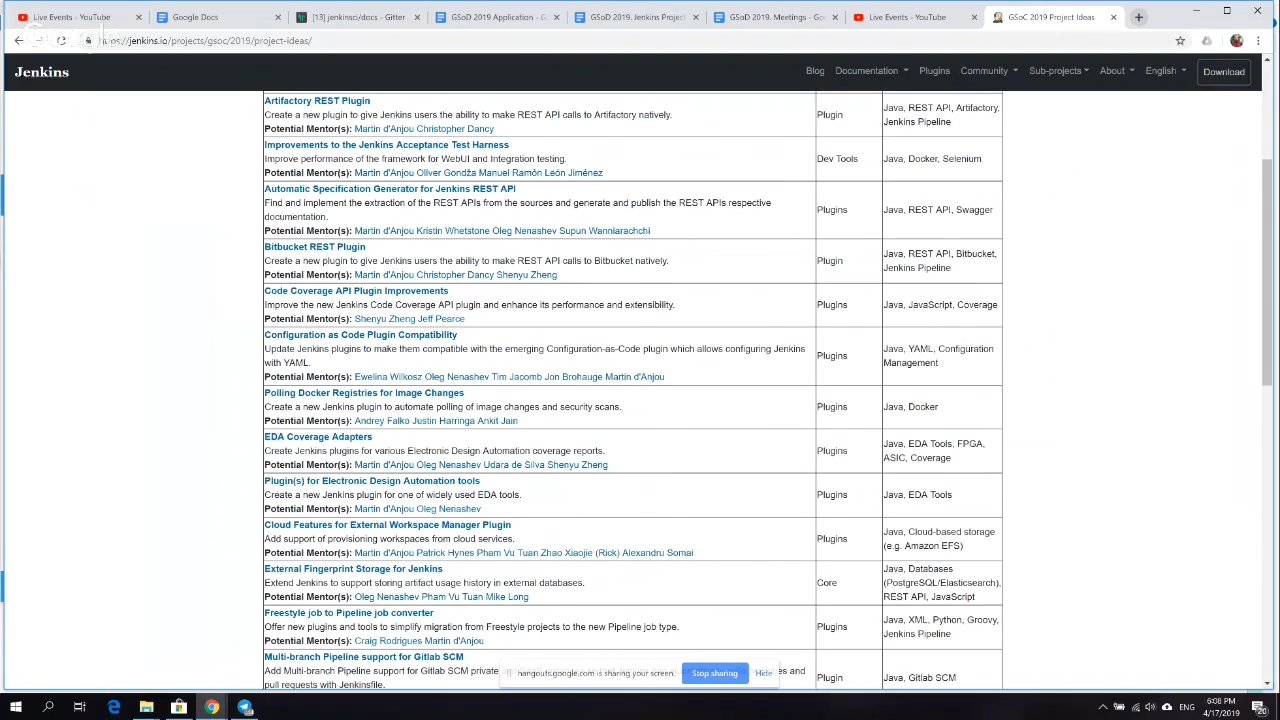 Live Events - YouTube
Google Docs
[13] jenkinsci/docs - Gitter
GSoD 2019 Application - G
GSoD 2019. Jenkins Projec
GSoD 2019. Meetings - Goo
Live Events - YouTube
GSoC 2019 Project Ideas
https://jenkins.io/projects/gsoc/2019/project-ideas/
Jenkins
Blog Documentation Plugins Community Sub-projects About English Download
Artifactory REST Plugin
Create a new plugin to give Jenkins users the ability to make REST API calls to Artifactory natively.
Potential Mentor(s): Martin d'Anjou Christopher Dancy
Plugin
Java, REST API, Artifactory,
Jenkins Pipeline
Improvements to the Jenkins Acceptance Test Harness
Improve performance of the framework for WebUI and Integration testing.
Potential Mentor(s): Martin d'Anjou Oliver Gondža Manuel Ramón León Jiménez
Dev Tools
Java, Docker, Selenium
Automatic Specification Generator for Jenkins REST API
Find and implement the extraction of the REST APIs from the sources and generate and publish the REST APIs respective
documentation.
Potential Mentor(s): Martin d'Anjou Kristin Whetstone Oleg Nenashev Supun Wanniarachchi
Plugins
Java, REST API, Swagger
Bitbucket REST Plugin
Create a new plugin to give Jenkins users the ability to make REST API calls to Bitbucket natively.
Potential Mentor(s): Martin d'Anjou Christopher Dancy Shenyu Zheng
Plugin
Java, REST API, Bitbucket,
Jenkins Pipeline
Code Coverage API Plugin Improvements
Improve the new Jenkins Code Coverage API plugin and enhance its performance and extensibility.
Potential Mentor(s): Shenyu Zheng Jeff Pearce
Plugins
Java, JavaScript, Coverage
Configuration as Code Plugin Compatibility
Update Jenkins plugins to make them compatible with the emerging Configuration-as-Code plugin which allows configuring Jenkins
with YAML.
Potential Mentor(s): Ewelina Wilkosz Oleg Nenashev Tim Jacomb Jon Brohauge Martin d'Anjou
Plugins
Java, YAML, Configuration
Management
Polling Docker Registries for Image Changes
Create a new Jenkins plugin to automate polling of image changes and security scans.
Potential Mentor(s): Andrey Falko Justin Harringa Ankit Jain
Plugins
Java, Docker
EDA Coverage Adapters
Create Jenkins plugins for various Electronic Design Automation coverage reports.
Potential Mentor(s): Martin d'Anjou Oleg Nenashev Udara de Silva Shenyu Zheng
Plugins
Java, EDA Tools, FPGA,
ASIC, Coverage
Plugin(s) for Electronic Design Automation tools
Create a new Jenkins plugin for one of widely used EDA tools.
Potential Mentor(s): Martin d'Anjou Oleg Nenashev
Plugins
Java, EDA Tools
Cloud Features for External Workspace Manager Plugin
Add support of provisioning workspaces from cloud services.
Potential Mentor(s): Martin d'Anjou Patrick Hynes Pham Vu Tuan Zhao Xiaojie (Rick) Alexandru Somai
Plugins
Java, Cloud-based storage
(e.g. Amazon EFS)
External Fingerprint Storage for Jenkins
Extend Jenkins to support storing artifact usage history in external databases.
Potential Mentor(s): Oleg Nenashev Pham Vu Tuan Mike Long
Core
Java, Databases
(PostgreSQL/Elasticsearch),
REST API, JavaScript
Freestyle job to Pipeline job converter
Offer new plugins and tools to simplify migration from Freestyle projects to the new Pipeline job type.
Potential Mentor(s): Craig Rodrigues Martin d'Anjou
Plugins
Java, XML, Python, Groovy,
Jenkins Pipeline
Multi-branch Pipeline support for Gitlab SCM
Add Multi-branch Pipeline support for Gitlab SCM private and
pull requests with Jenkinsfile.
Plugin
Java, Gitlab SCM
hangouts.google.com is sharing your screen. Stop sharing Hide
ENG
6:08 PM
4/17/2019
20